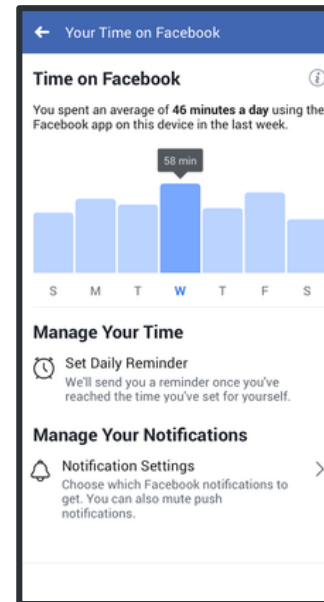 Your Time on Facebook
Time on Facebook
You spent an average of 46 minutes a day using the
Facebook app on this device in the last week.
58 min
S M T W T F S
Manage Your Time
Set Daily Reminder
We'll send you a reminder once you've
reached the time you've set for yourself.
Manage Your Notifications
Notification Settings
Choose which Facebook notifications to
get. You can also mute push
notifications.